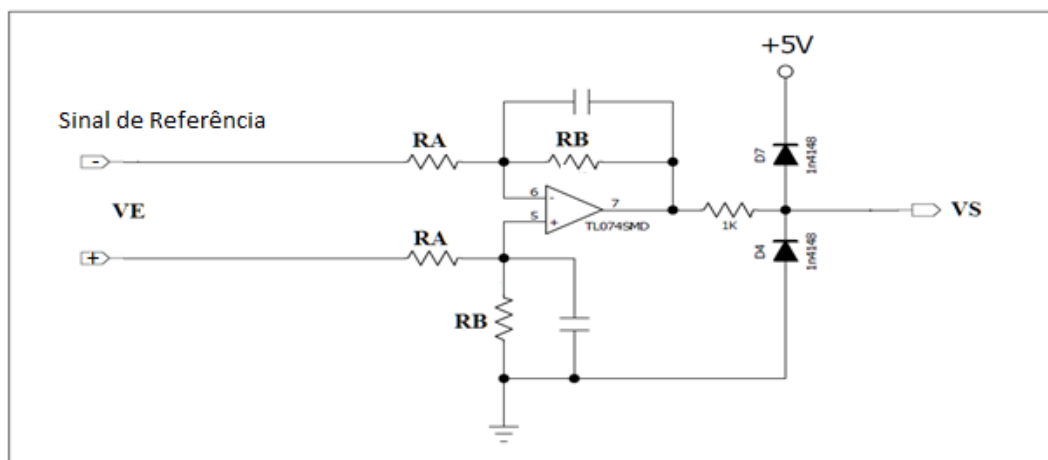 +5V
Sinal de Referência
RA
RB
-
D7
1n4148
VE
6
-
7
5
+
TL074SMD
1K
VS
RA
+
D4
1n4148
RB